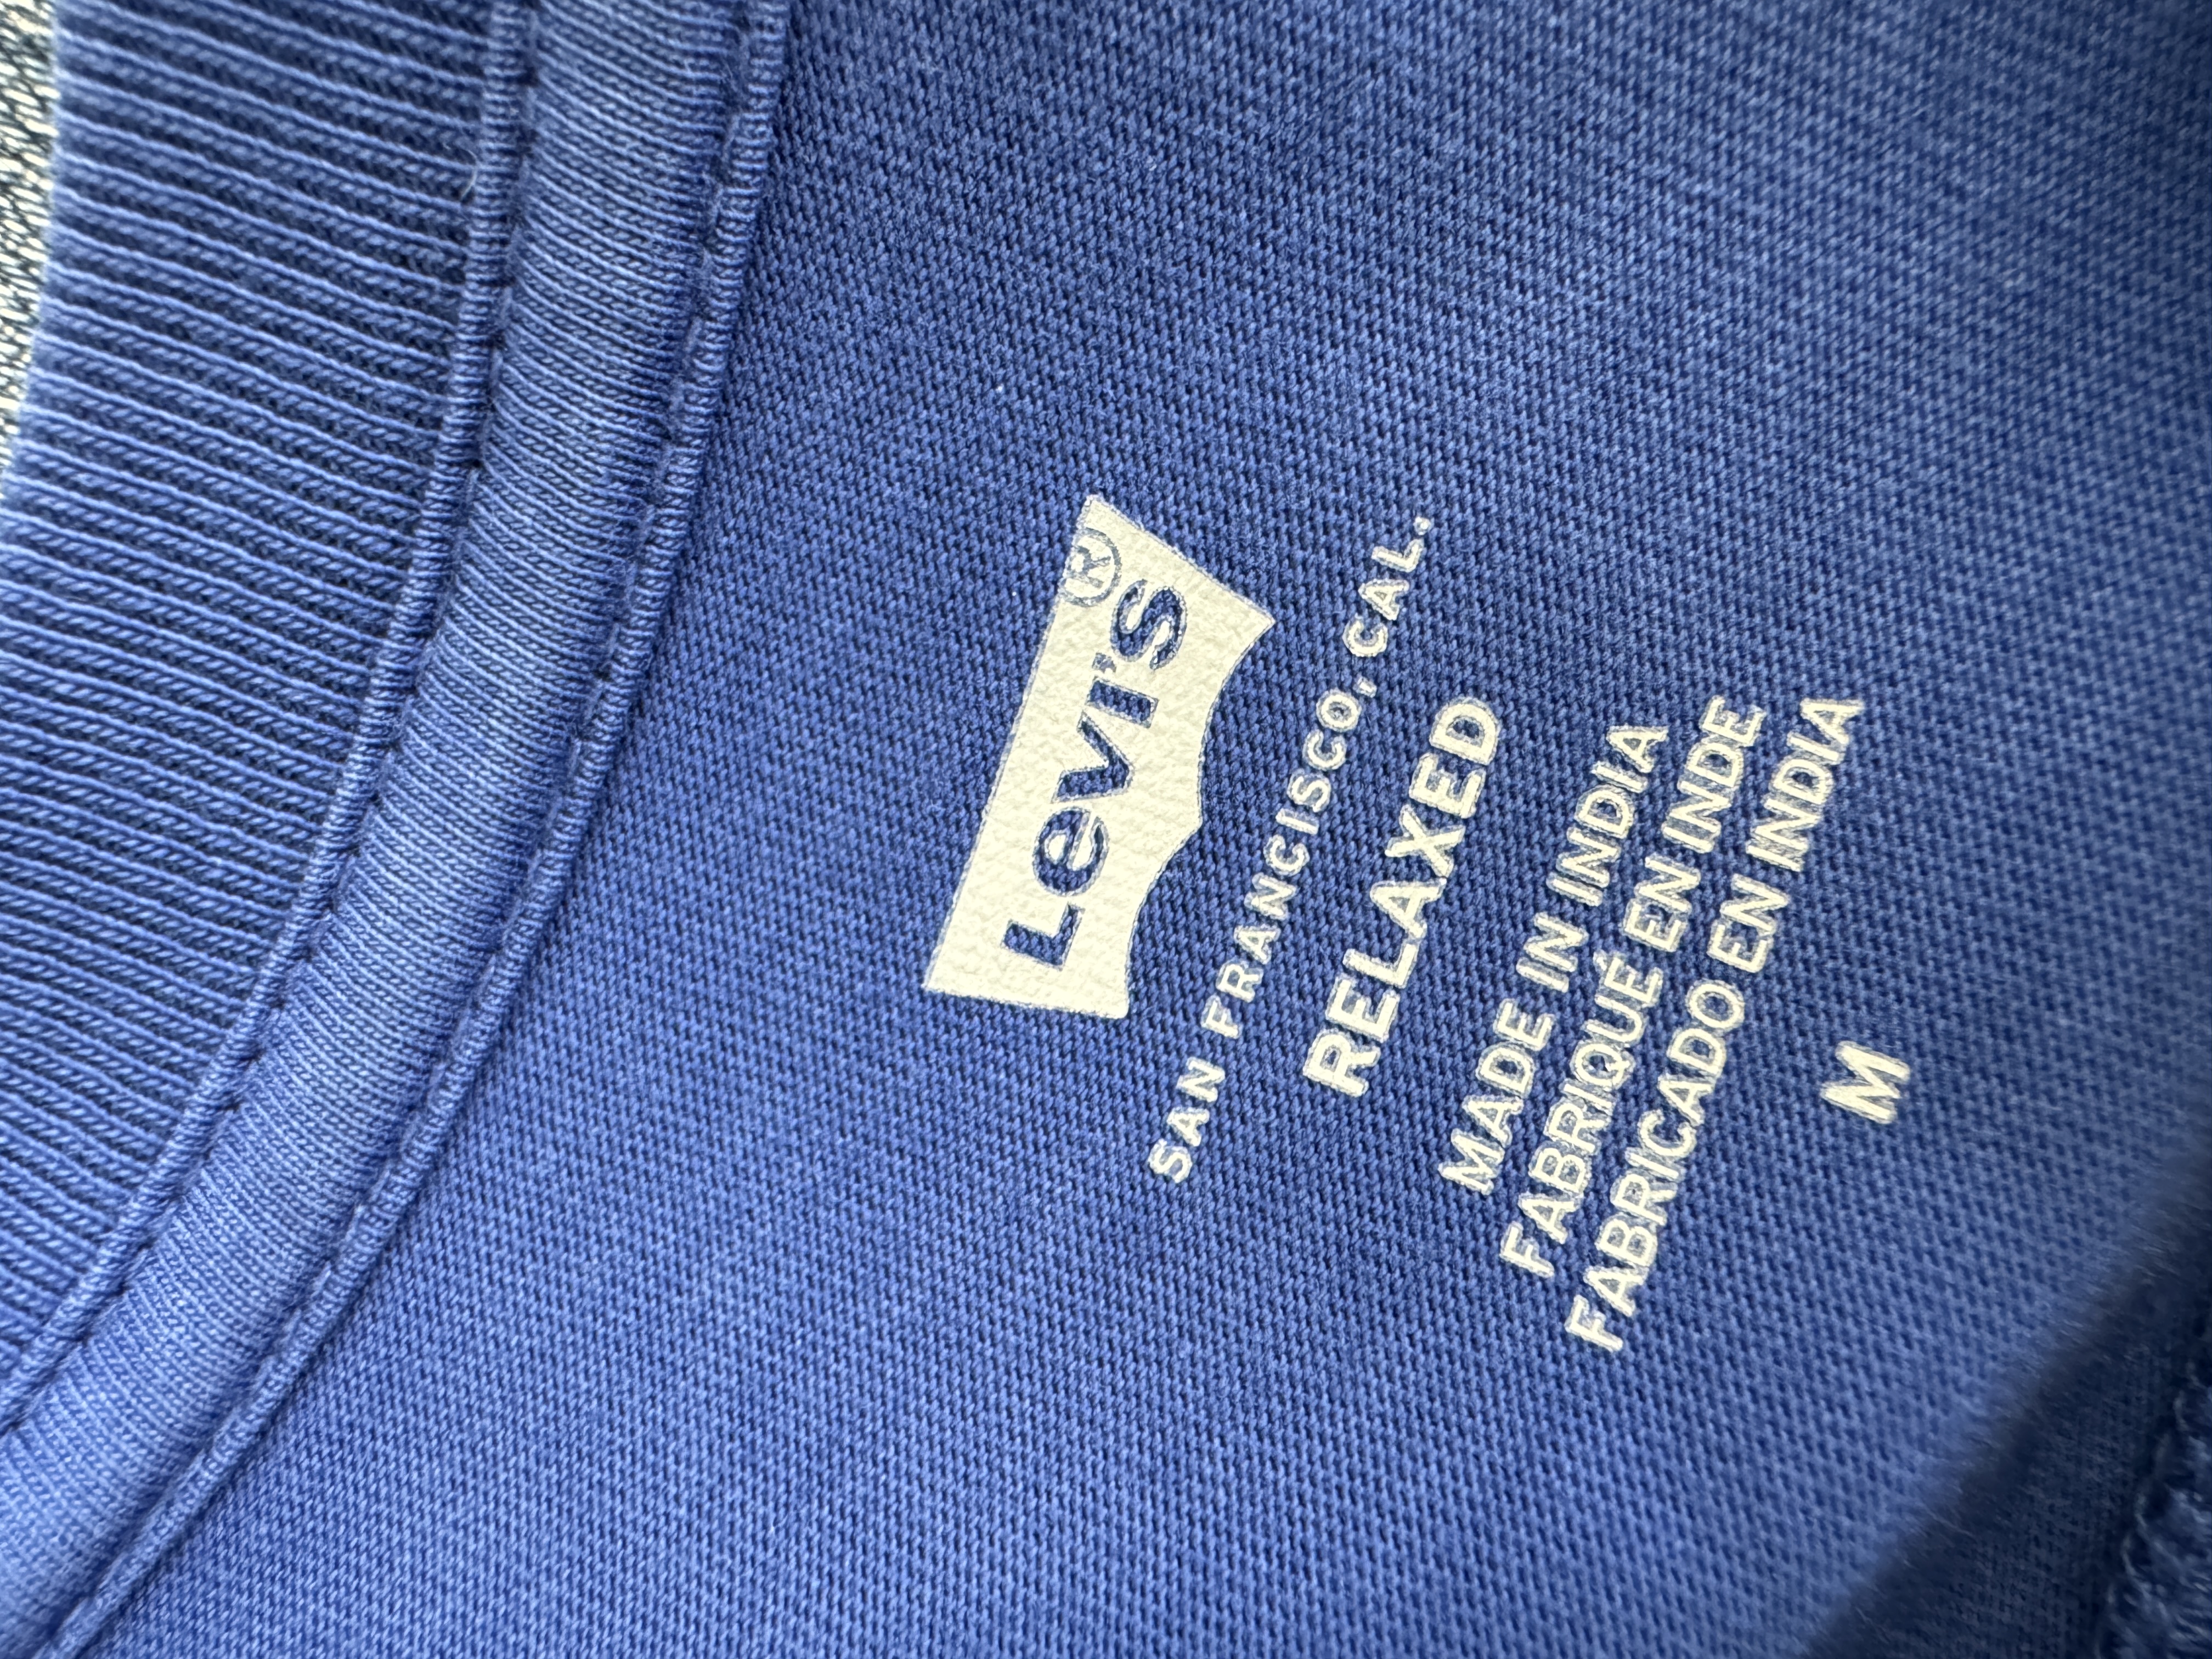 Levi's®
SAN FRANCISCO, CAL.
RELAXED
MADE IN INDIA
FABRIQUÉ EN INDE
FABRICADO EN INDIA
M